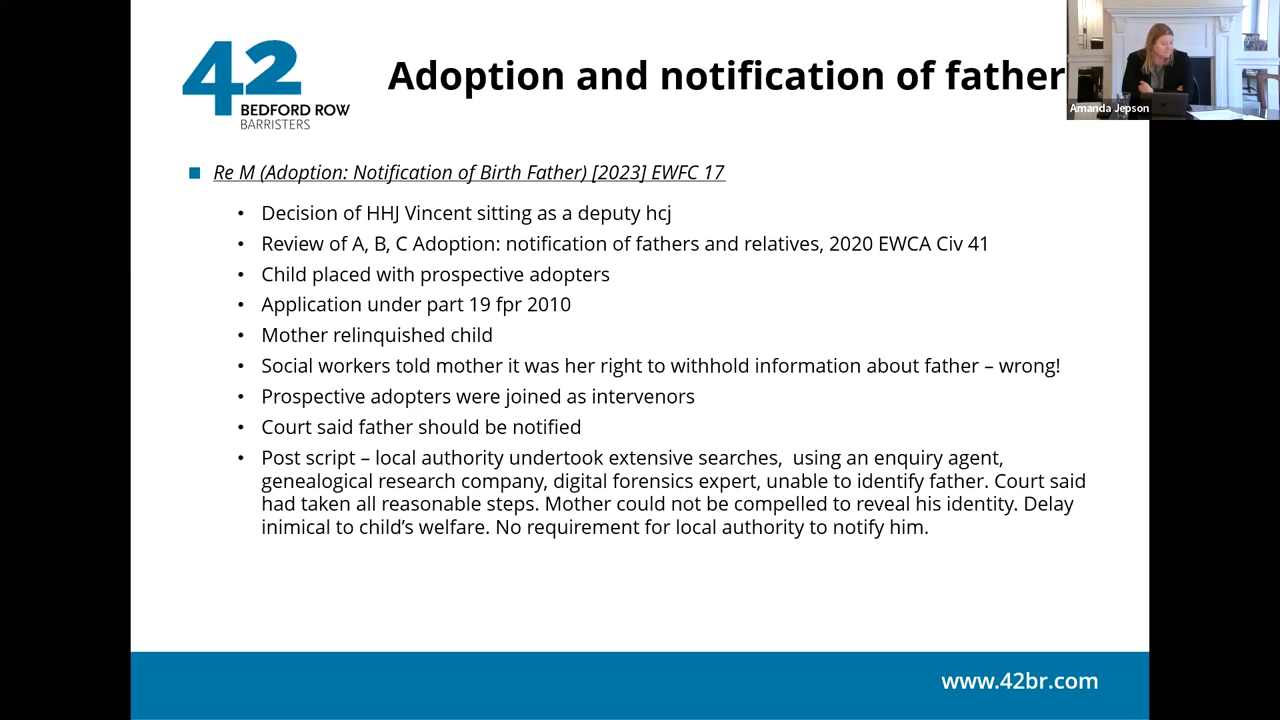 42
BEDFORD ROW
BARRISTERS
Adoption and notification of father
Amanda Jepson
Re M (Adoption: Notification of Birth Father) [2023] EWFC 17
• Decision of HHJ Vincent sitting as a deputy hcj
• Review of A, B, C Adoption: notification of fathers and relatives, 2020 EWCA Civ 41
• Child placed with prospective adopters
• Application under part 19 fpr 2010
• Mother relinquished child
• Social workers told mother it was her right to withhold information about father – wrong!
• Prospective adopters were joined as intervenors
• Court said father should be notified
• Post script – local authority undertook extensive searches,  using an enquiry agent,
genealogical research company, digital forensics expert, unable to identify father. Court said
had taken all reasonable steps. Mother could not be compelled to reveal his identity. Delay
inimical to child’s welfare. No requirement for local authority to notify him.
www.42br.com